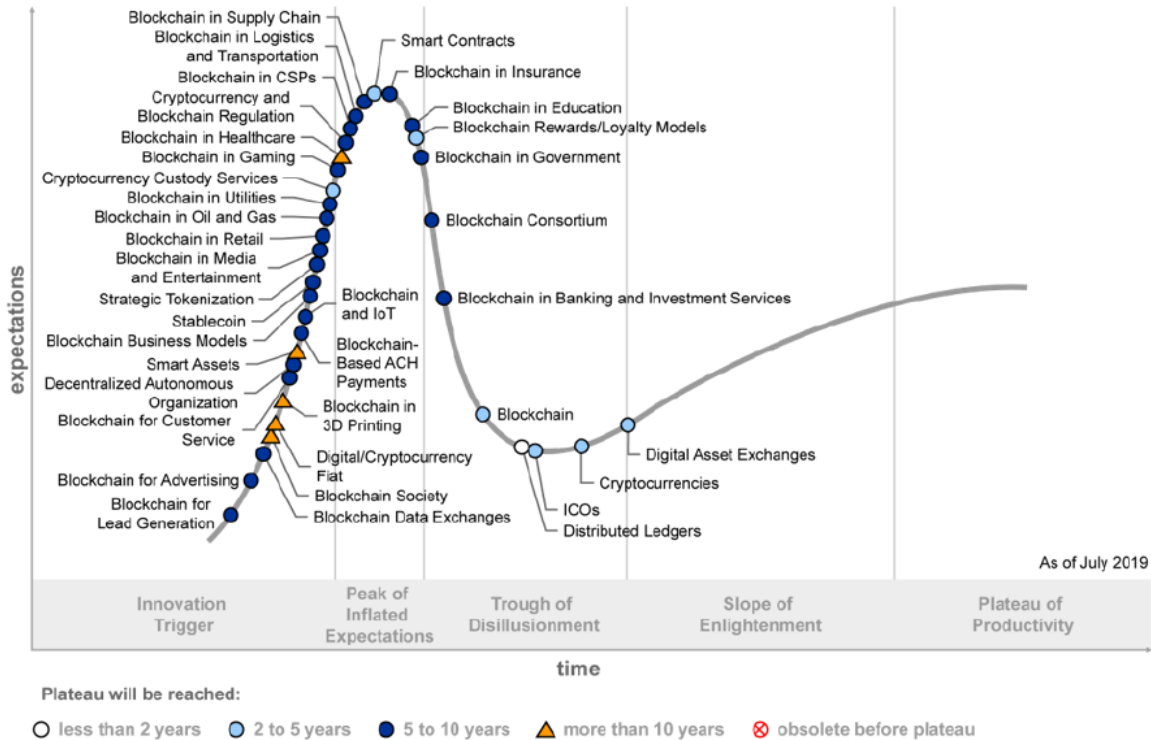 Blockchain in Supply Chain
Blockchain in Logistics
and Transportation
Blockchain in CSPs
Cryptocurrency and
Blockchain Regulation
Blockchain in Healthcare
Blockchain in Gaming
Cryptocurrency Custody Services
Blockchain in Utilities
Blockchain in Oil and Gas
Blockchain in Retail
Blockchain in Media
and Entertainment
Strategic Tokenization
Stablecoin
Blockchain Business Models
Smart Assets
Decentralized Autonomous
Organization
Blockchain for Customer
Service
Blockchain for Advertising
Blockchain for
Lead Generation
Smart Contracts
Blockchain in Insurance
Blockchain in Education
Blockchain Rewards/Loyalty Models
Blockchain in Government
Blockchain Consortium
Blockchain in Banking and Investment Services
Blockchain
and IoT
Blockchain-
Based ACH
Payments
Blockchain in
3D Printing
Digital/Cryptocurrency
Fiat
Blockchain Society
Blockchain Data Exchanges
Blockchain
ICOs
Distributed Ledgers
Cryptocurrencies
Digital Asset Exchanges
As of July 2019
expectations
Innovation
Trigger
Peak of
Inflated
Expectations
Trough of
Disillusionment
Slope of
Enlightenment
Plateau of
Productivity
time
Plateau will be reached:
less than 2 years
2 to 5 years
5 to 10 years
more than 10 years
obsolete before plateau